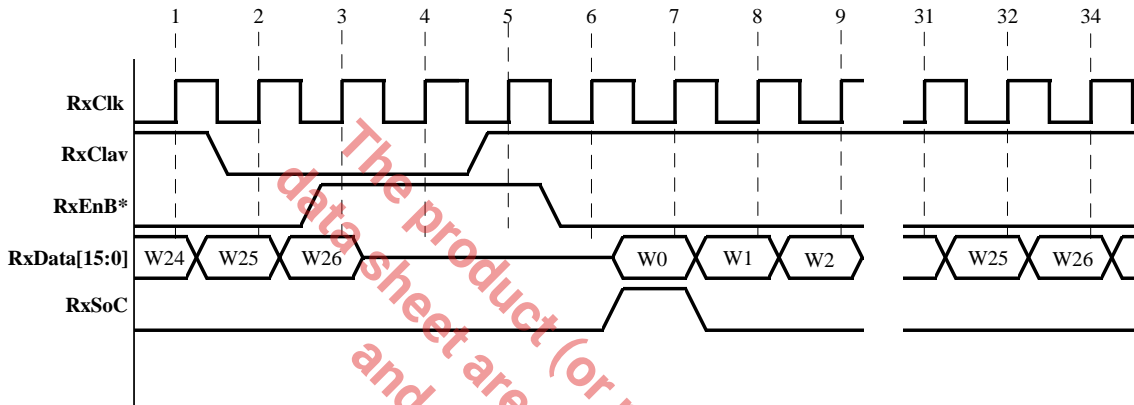 1 2 3 4 5 6 7 8 9 31 32 34
RxClk
RxClav
RxEnB*
RxData[15:0] W24 W25 W26 W0 W1 W2 W25 W26
RxSoC
The product (or
data sheet are
and